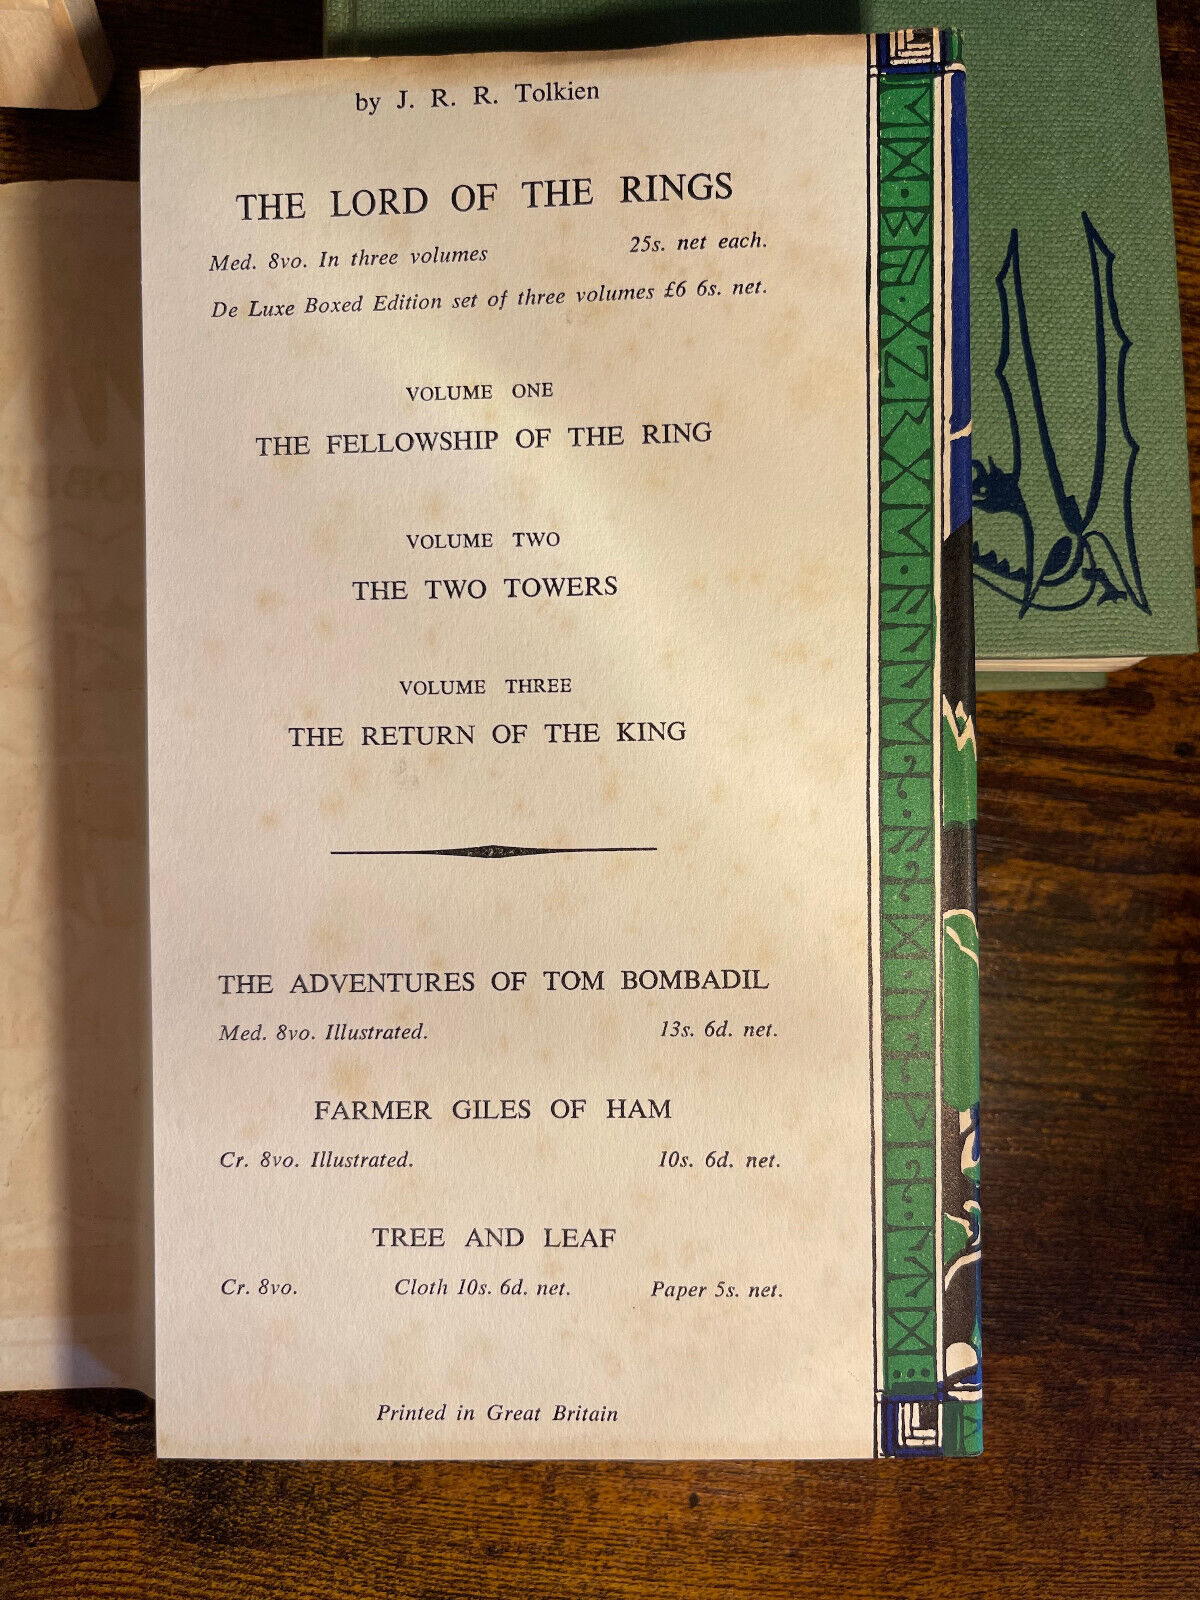 by J. R. R. Tolkien
THE LORD OF THE RINGS
Med. 8vo. In three volumes 25s. net each.
De Luxe Boxed Edition set of three volumes £6 6s. net.
VOLUME ONE
THE FELLOWSHIP OF THE RING
VOLUME TWO
THE TWO TOWERS
VOLUME THREE
THE RETURN OF THE KING
THE ADVENTURES OF TOM BOMBADIL
Med. 8vo. Illustrated. 13s. 6d. net.
FARMER GILES OF HAM
Cr. 8vo. Illustrated. 10s. 6d. net.
TREE AND LEAF
Cr. 8vo. Cloth 10s. 6d. net. Paper 5s. net.
Printed in Great Britain